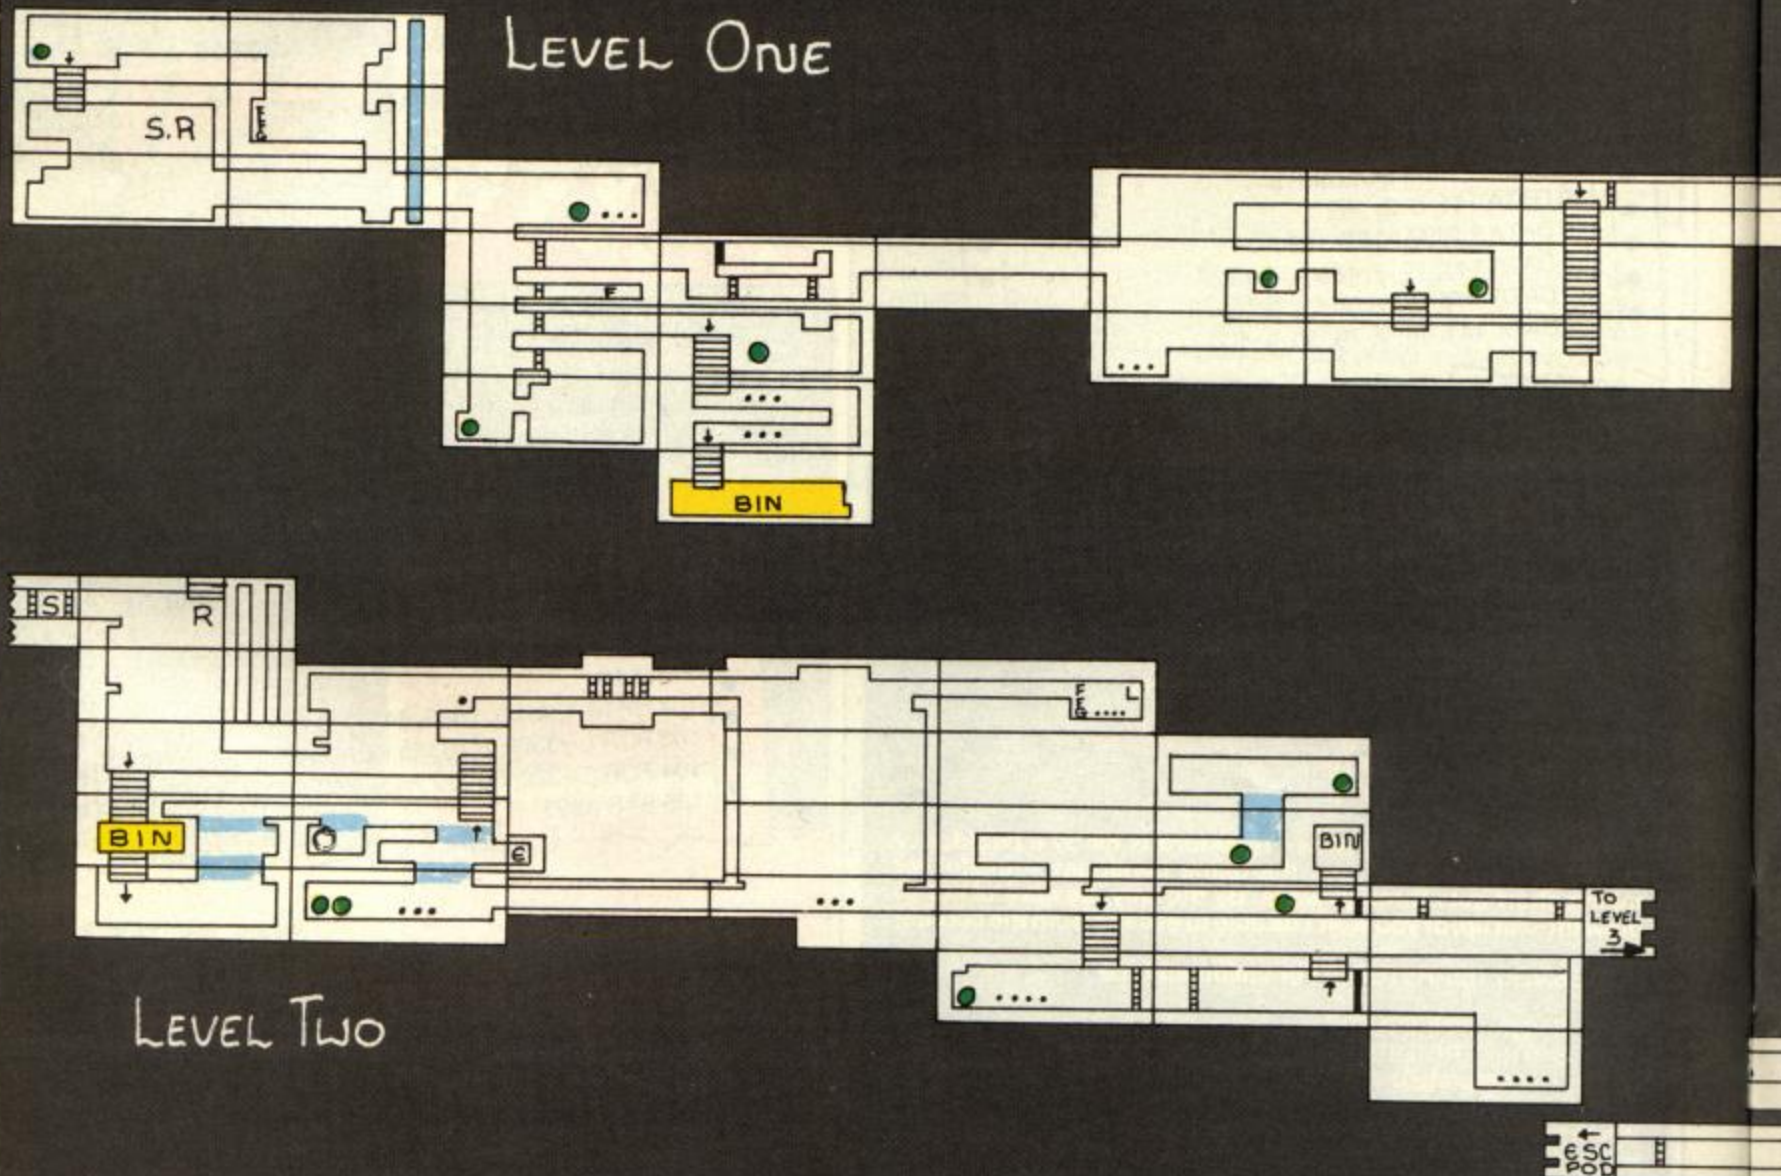 LEVEL ONE
S.R
F
E
D
F
BIN
S
R
F
E
G
L
BIN
E
BIN
TO
LEVEL
3
LEVEL TWO
ESC
POD